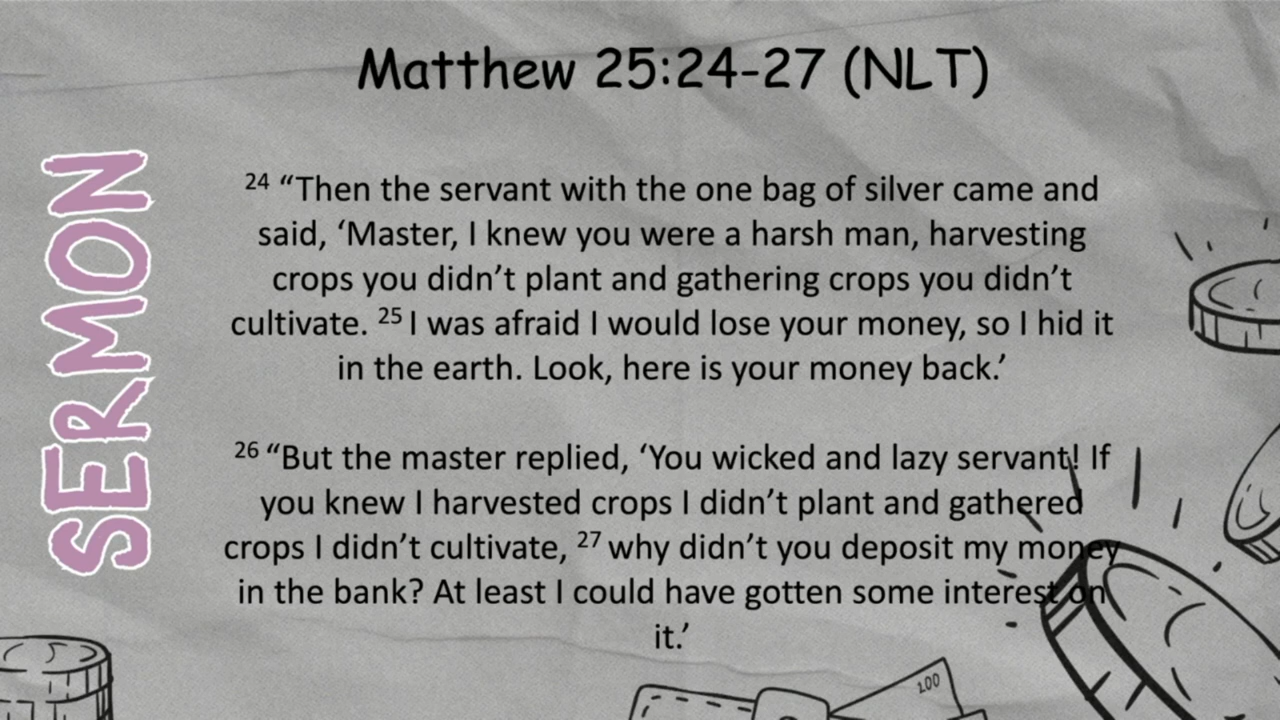 Matthew 25:24-27 (NLT)
SERMON
24 “Then the servant with the one bag of silver came and
said, ‘Master, I knew you were a harsh man, harvesting
crops you didn’t plant and gathering crops you didn’t
cultivate. 25 I was afraid I would lose your money, so I hid it
in the earth. Look, here is your money back.’
26 “But the master replied, ‘You wicked and lazy servant! If
you knew I harvested crops I didn’t plant and gathered
crops I didn’t cultivate, 27 why didn’t you deposit my money
in the bank? At least I could have gotten some interest on
it.’
100